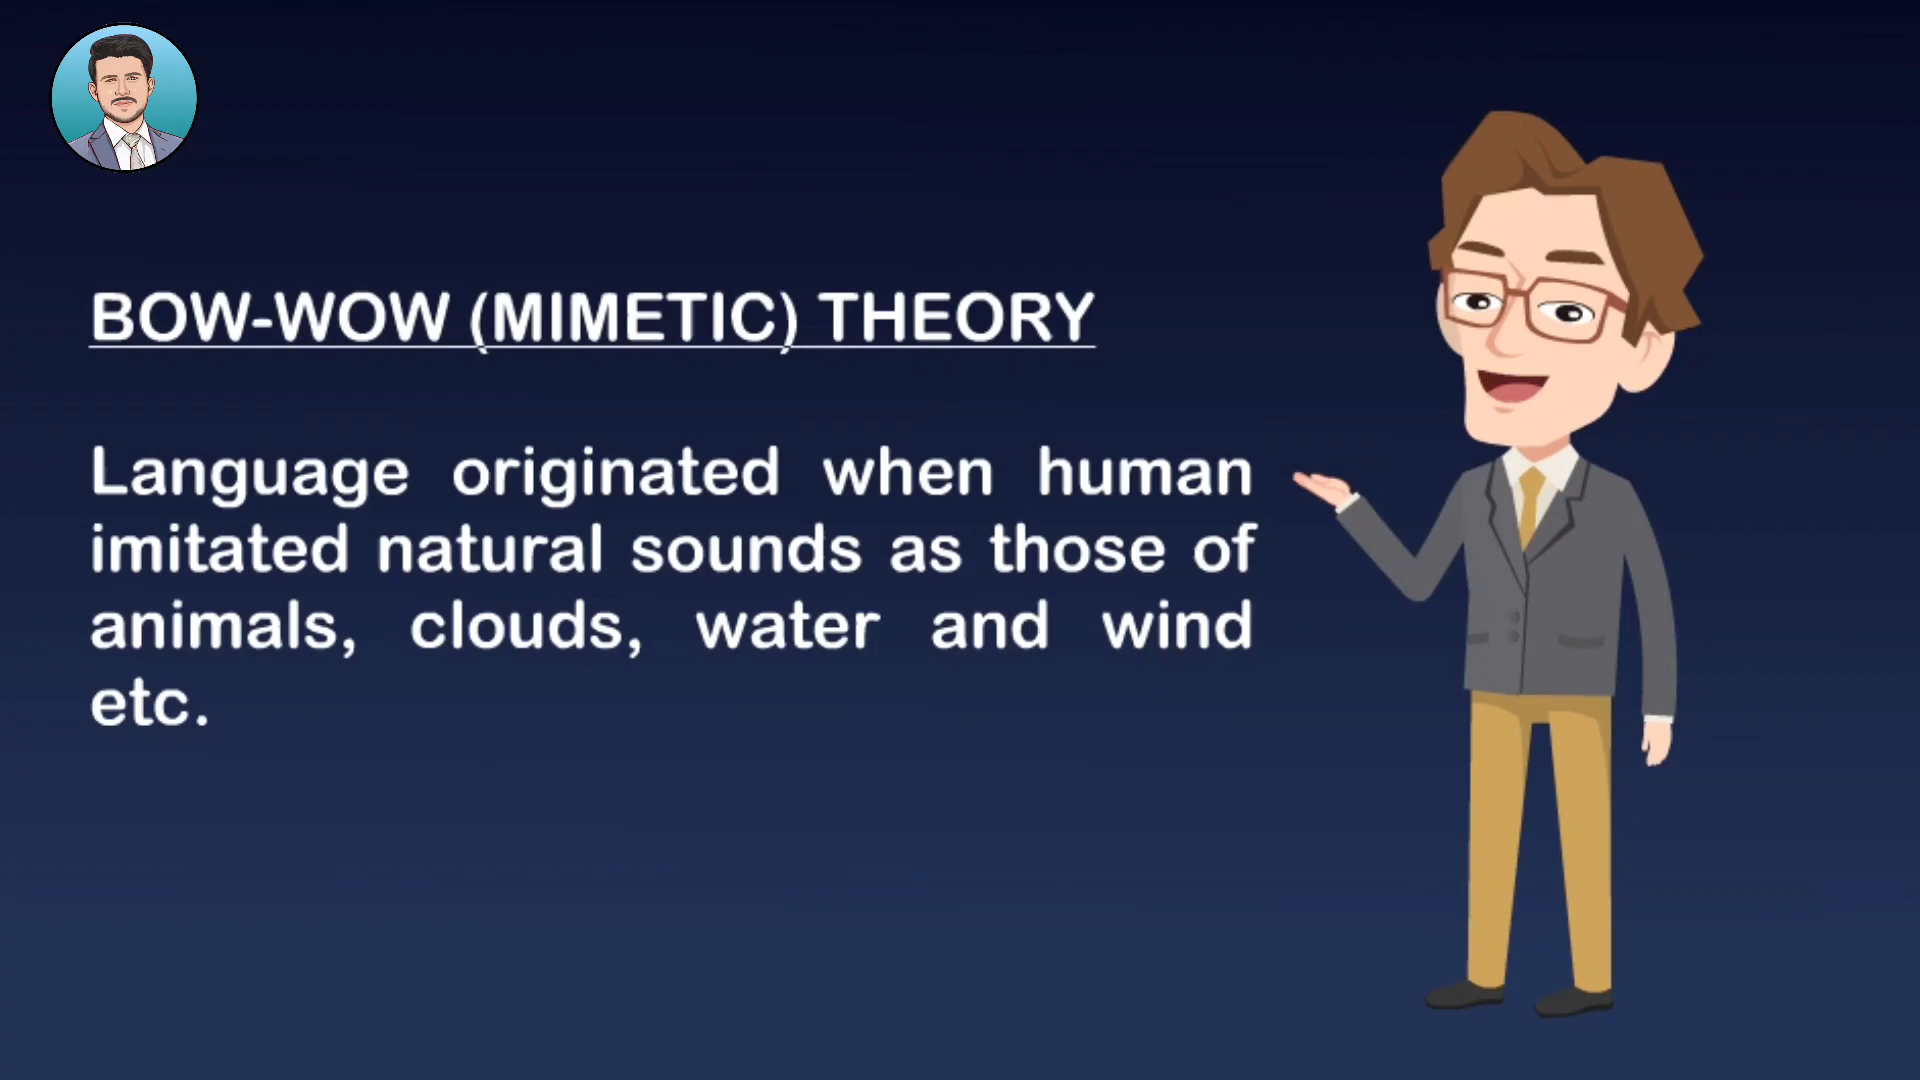 BOW-WOW (MIMETIC) THEORY
Language originated when human
imitated natural sounds as those of
animals, clouds, water and wind
etc.